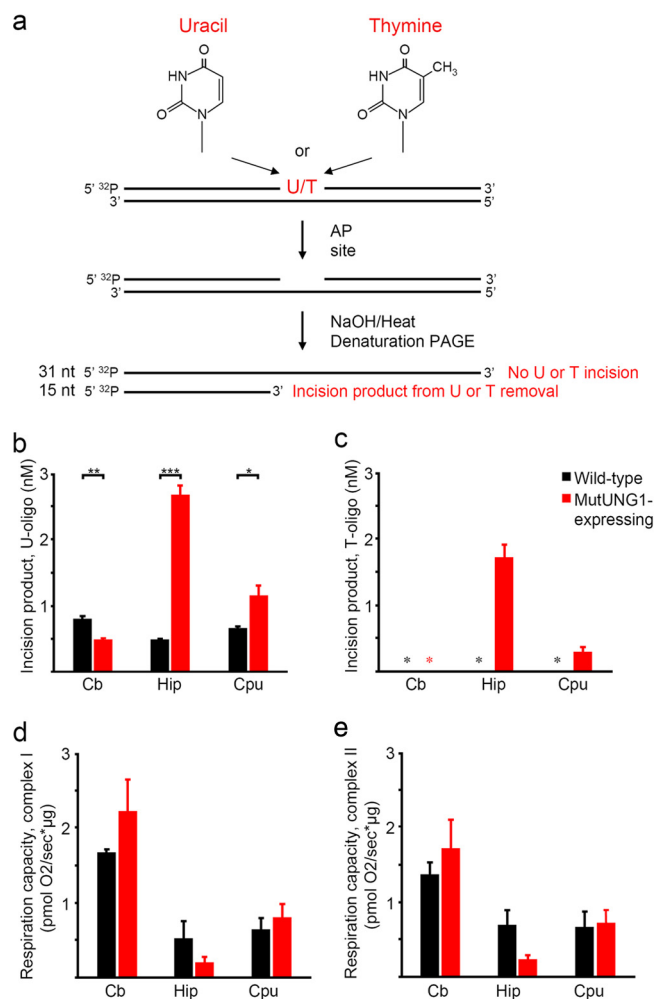 a
Uracil
Thymine
O
O
CH3
HN
HN
O
N
O
N
or
5’ 32P
U/T
3’
3’
5’
AP
site
5’ 32P
3’
3’
5’
NaOH/Heat
Denaturation PAGE
31 nt 5’ 32P
3’ No U or T incision
15 nt 5’ 32P
3’ Incision product from U or T removal
b
Incision product, U-oligo (nM)
3
2
1
**
***
*
Cb
Hip
Cpu
c
Incision product, T-oligo (nM)
3
2
1
Wild-type
MutUNG1-
expressing
*
*
*
*
Cb
Hip
Cpu
d
Respiration capacity, complex I
(pmol O2/sec*µg)
3
2
1
Cb
Hip
Cpu
e
Respiration capacity, complex II
(pmol O2/sec*µg)
3
2
1
Cb
Hip
Cpu